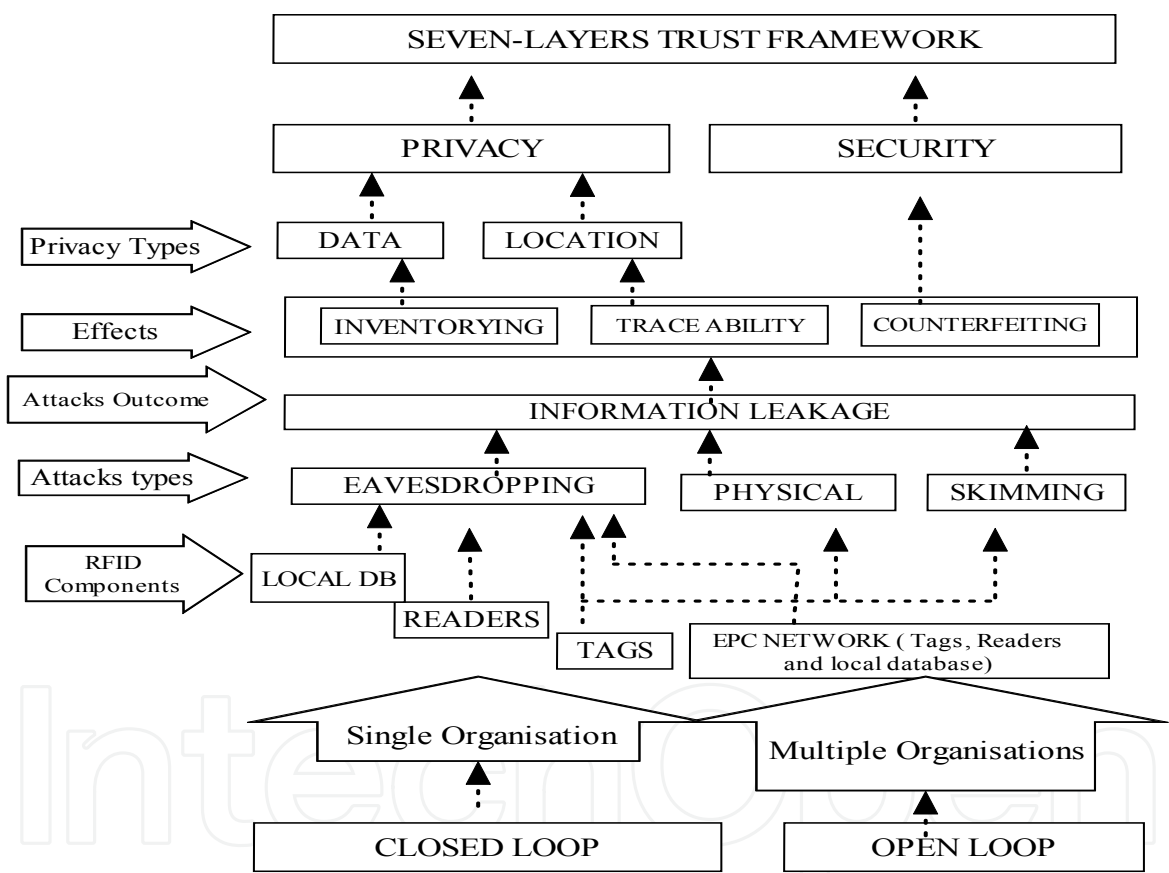 SEVEN-LAYERS TRUST FRAMEWORK
PRIVACY
SECURITY
Privacy Types
DATA
LOCATION
Effects
INVENTORYING
TRACE ABILITY
COUNTERFEITING
Attacks Outcome
INFORMATION LEAKAGE
Attacks types
EAVESDROPPING
PHYSICAL
SKIMMING
RFID
Components
LOCAL DB
READERS
TAGS
EPC NETWORK ( Tags, Readers
and local database)
Single Organisation
Multiple Organisations
CLOSED LOOP
OPEN LOOP
IntechOpen